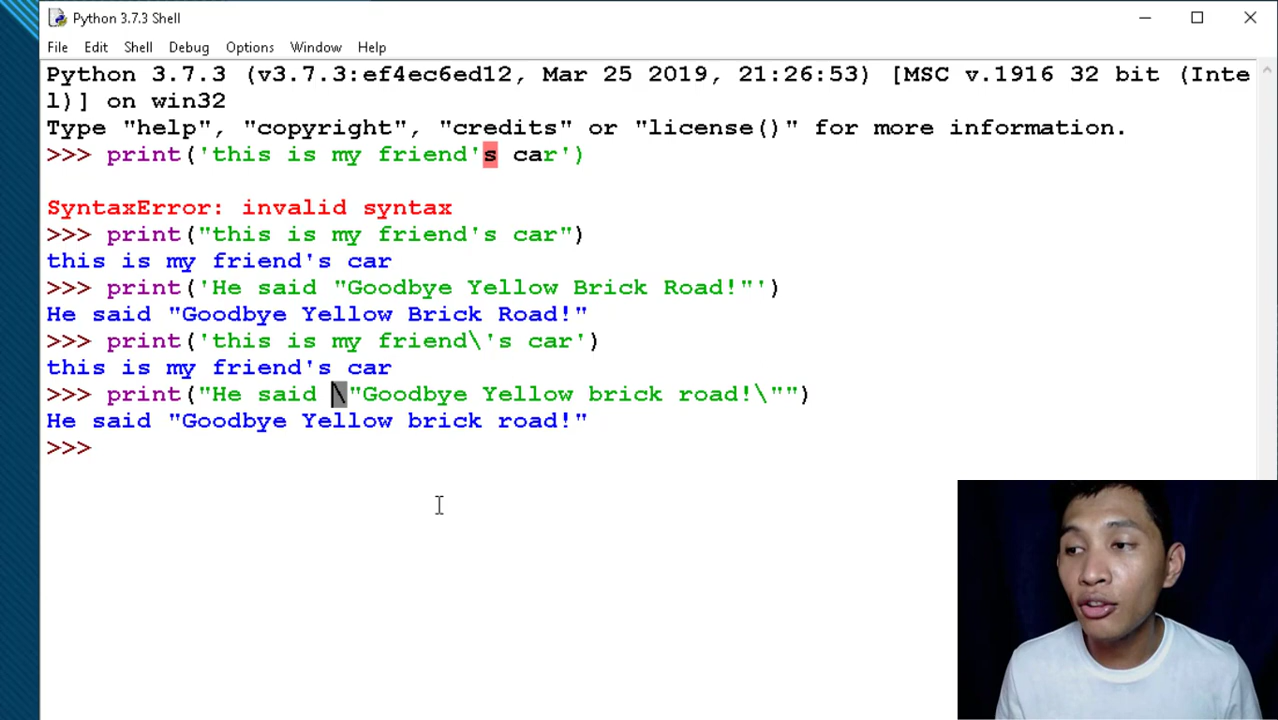 Python 3.7.3 Shell
File Edit Shell Debug Options Window Help
Python 3.7.3 (v3.7.3:ef4ec6ed12, Mar 25 2019, 21:26:53) [MSC v.1916 32 bit (Inte
l)] on win32
Type "help", "copyright", "credits" or "license()" for more information.
>>> print('this is my friend's car')
SyntaxError: invalid syntax
>>> print("this is my friend's car")
this is my friend's car
>>> print('He said "Goodbye Yellow Brick Road!"')
He said "Goodbye Yellow Brick Road!"
>>> print('this is my friend\'s car')
this is my friend's car
>>> print("He said \"Goodbye Yellow brick road!\"")
He said "Goodbye Yellow brick road!"
>>>